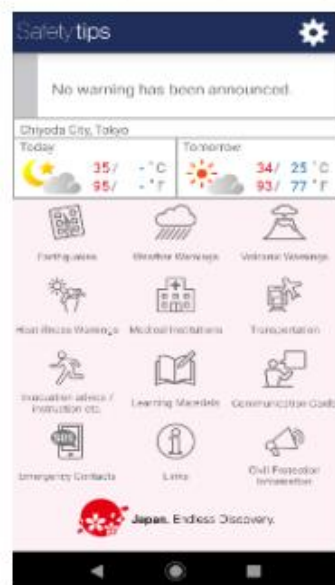 Safety tips
No warning has been announced.
Chiyoda City, Tokyo
Today
35/ - °C
95/ - °F
Tomorrow
34/ 25 °C
93/ 77 °F
Earthquakes
Weather Warnings
Volcanic Warnings
Heat Illness Warnings
Medical Institutions
Transportation
Evacuation advice /
instruction etc.
Learning Materials
Communication Cards
SOS
Emergency Contacts
Links
Civil Protection
Information
Japan. Endless Discovery.